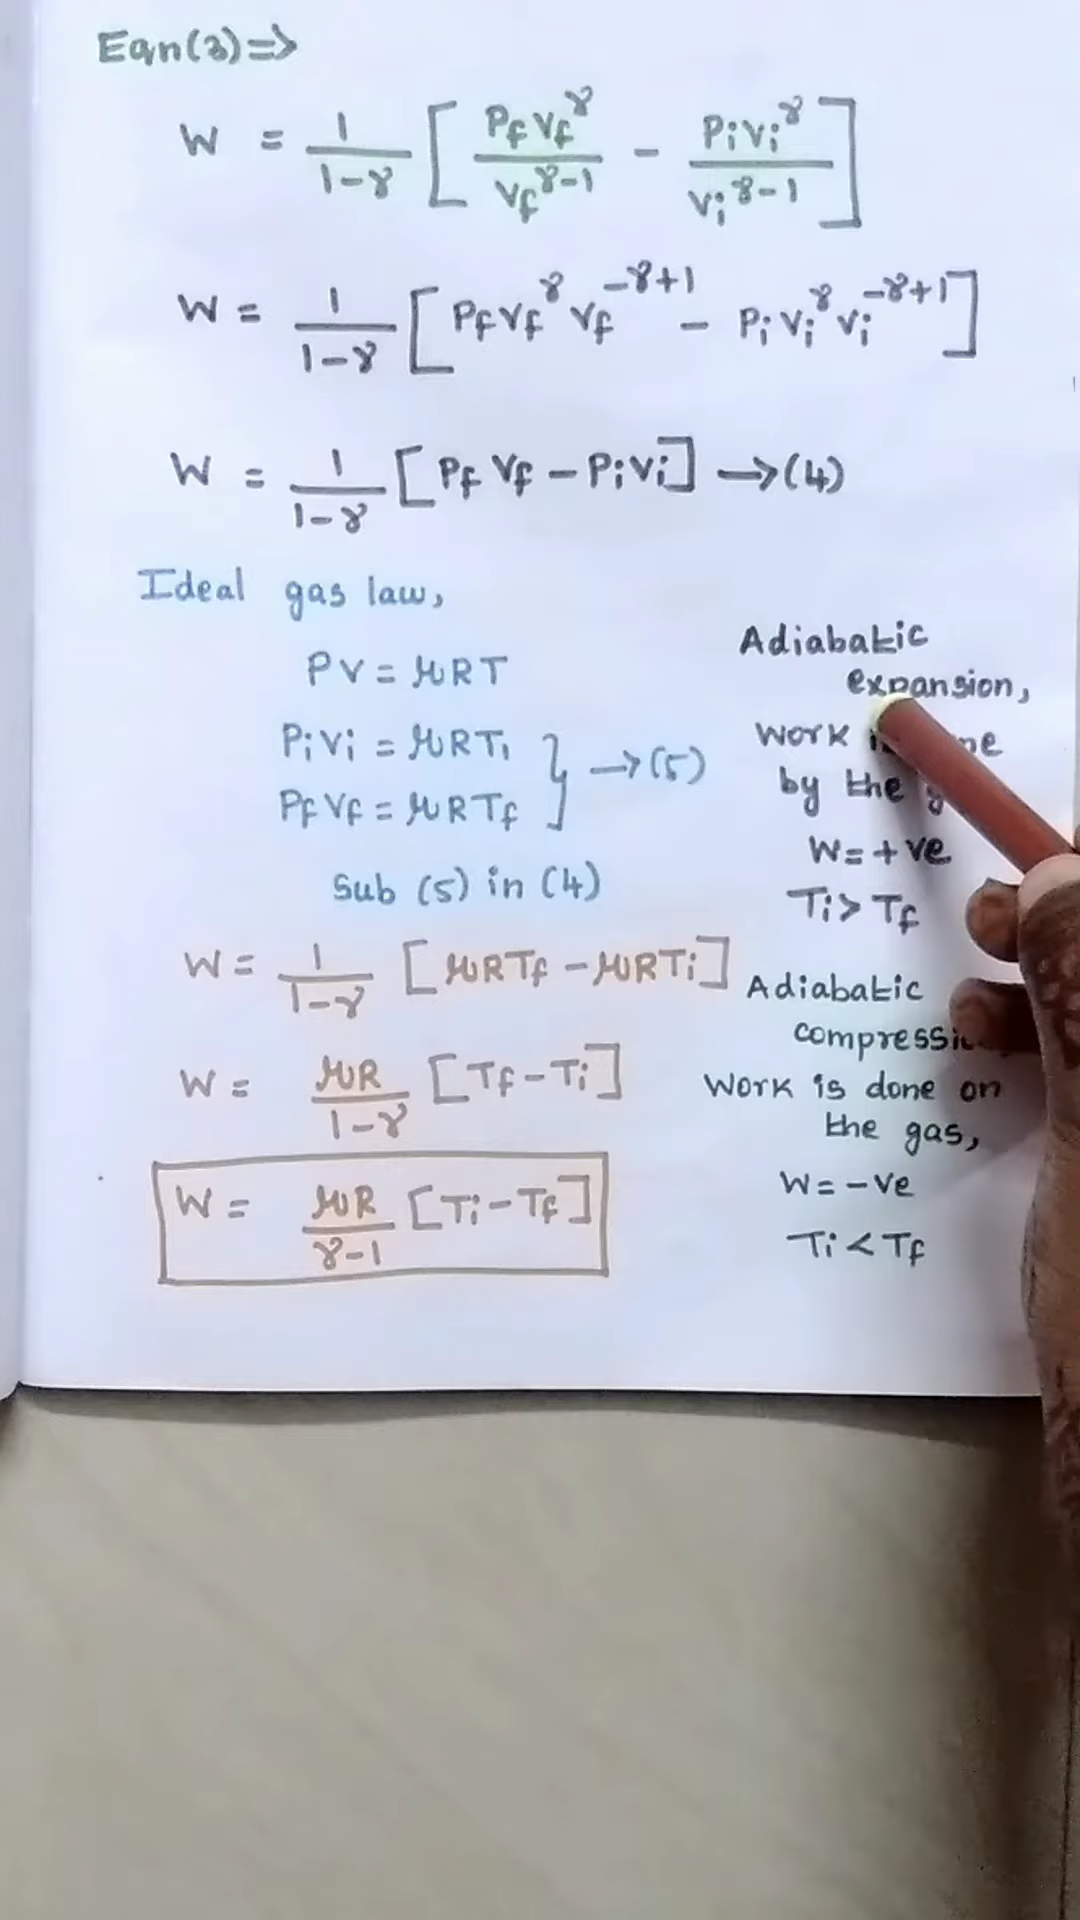 Eqn(3)⇒
W = 1/(1-γ) [ PfVf^γ / Vf^(γ-1) - PiVi^γ / Vi^(γ-1) ]
W = 1/(1-γ) [ PfVf^γ Vf^(-γ+1) - PiVi^γ Vi^(-γ+1) ]
W = 1/(1-γ) [PfVf - PiVi] → (4)
Ideal gas law,
PV = μRT
PiVi = μRTi
PfVf = μRTf } → (5)
Sub (5) in (4)
W = 1/(1-γ) [μRTf - μRTi]
W = μR/(1-γ) [Tf - Ti]
W = μR/(γ-1) [Ti - Tf]
Adiabatic
expansion,
Work
by the
W = +ve
Ti > Tf
Adiabatic
Work is done on
the gas,
W = -ve
Ti < Tf